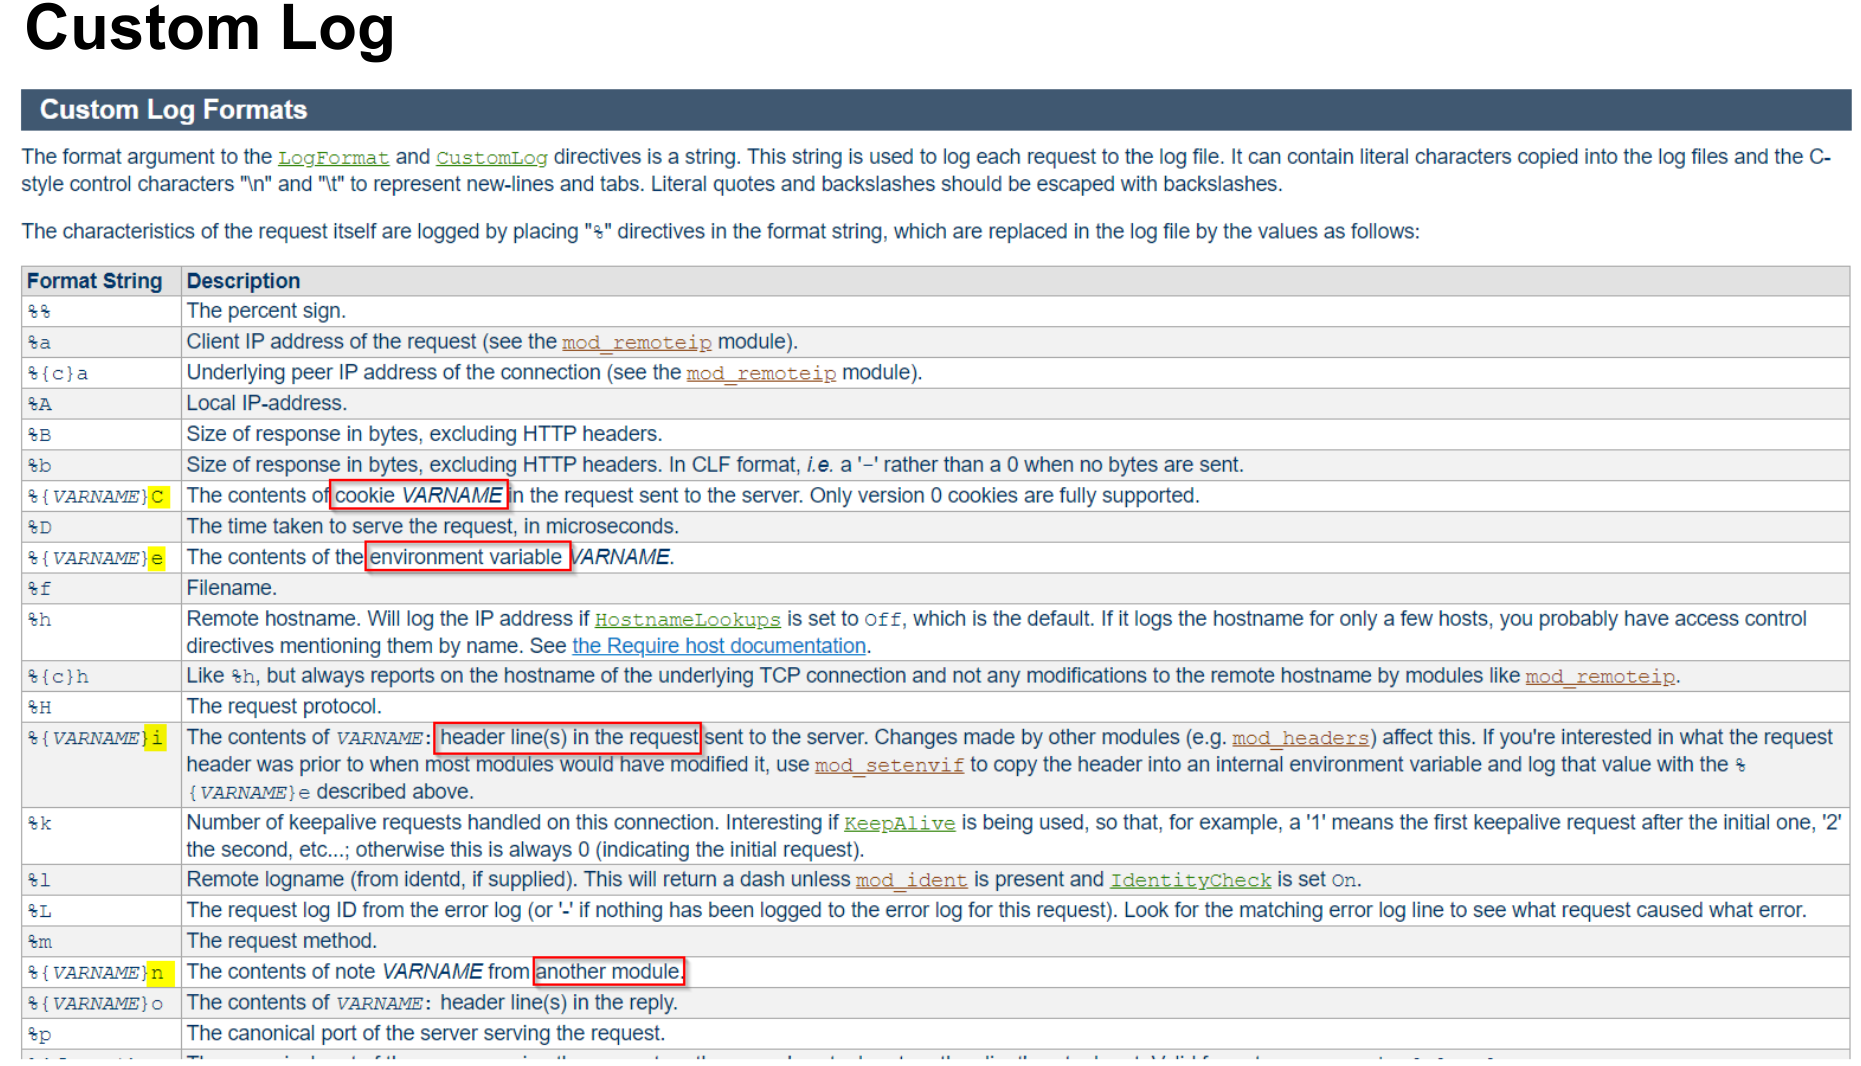 Custom Log
Custom Log Formats
The format argument to the LogFormat and CustomLog directives is a string. This string is used to log each request to the log file. It can contain literal characters copied into the log files and the C-
style control characters "\n" and "\t" to represent new-lines and tabs. Literal quotes and backslashes should be escaped with backslashes.
The characteristics of the request itself are logged by placing "%" directives in the format string, which are replaced in the log file by the values as follows:
Format String Description
%% The percent sign.
%a Client IP address of the request (see the mod_remoteip module).
%{c}a Underlying peer IP address of the connection (see the mod_remoteip module).
%A Local IP-address.
%B Size of response in bytes, excluding HTTP headers.
%b Size of response in bytes, excluding HTTP headers. In CLF format, i.e. a '-' rather than a 0 when no bytes are sent.
%{VARNAME}C The contents of cookie VARNAME in the request sent to the server. Only version 0 cookies are fully supported.
%D The time taken to serve the request, in microseconds.
%{VARNAME}e The contents of the environment variable VARNAME.
%f Filename.
%h Remote hostname. Will log the IP address if HostnameLookups is set to Off, which is the default. If it logs the hostname for only a few hosts, you probably have access control
directives mentioning them by name. See the Require host documentation.
%{c}h Like %h, but always reports on the hostname of the underlying TCP connection and not any modifications to the remote hostname by modules like mod_remoteip.
%H The request protocol.
%{VARNAME}i The contents of VARNAME: header line(s) in the request sent to the server. Changes made by other modules (e.g. mod_headers) affect this. If you're interested in what the request
header was prior to when most modules would have modified it, use mod_setenvif to copy the header into an internal environment variable and log that value with the %
{VARNAME}e described above.
%k Number of keepalive requests handled on this connection. Interesting if KeepAlive is being used, so that, for example, a '1' means the first keepalive request after the initial one, '2'
the second, etc...; otherwise this is always 0 (indicating the initial request).
%l Remote logname (from identd, if supplied). This will return a dash unless mod_ident is present and IdentityCheck is set On.
%L The request log ID from the error log (or '-' if nothing has been logged to the error log for this request). Look for the matching error log line to see what request caused what error.
%m The request method.
%{VARNAME}n The contents of note VARNAME from another module.
%{VARNAME}o The contents of VARNAME: header line(s) in the reply.
%p The canonical port of the server serving the request.